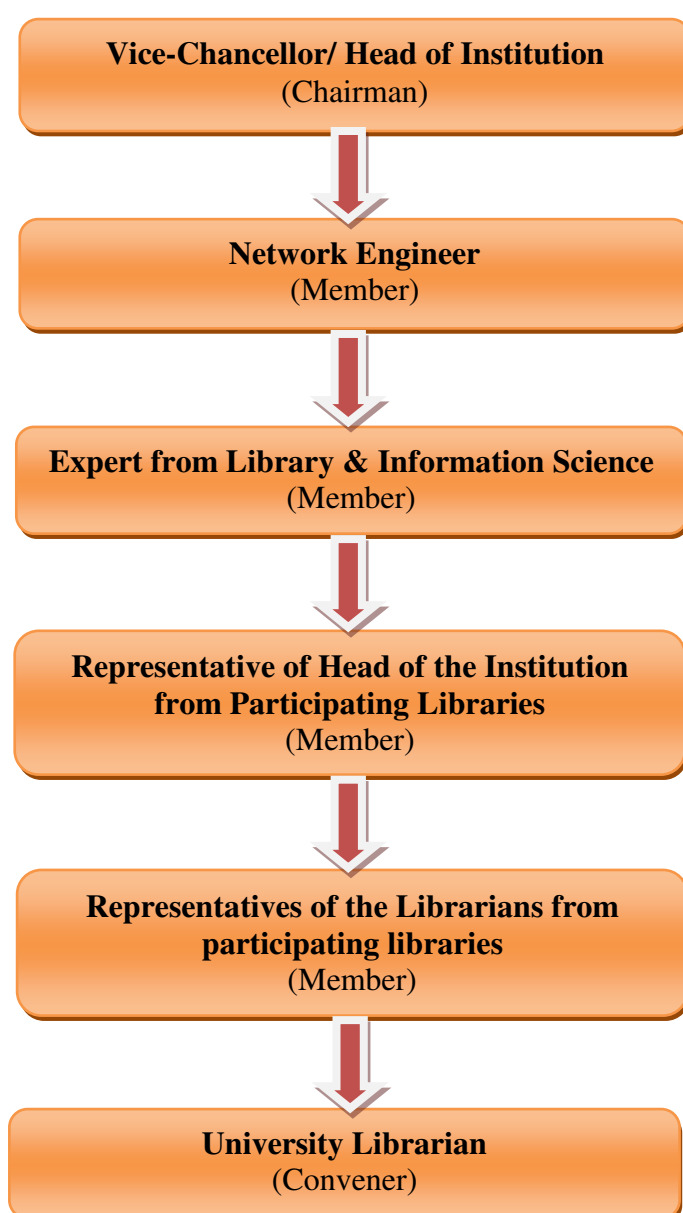 Vice-Chancellor/ Head of Institution
(Chairman)
Network Engineer
(Member)
Expert from Library & Information Science
(Member)
Representative of Head of the Institution
from Participating Libraries
(Member)
Representatives of the Librarians from
participating libraries
(Member)
University Librarian
(Convener)